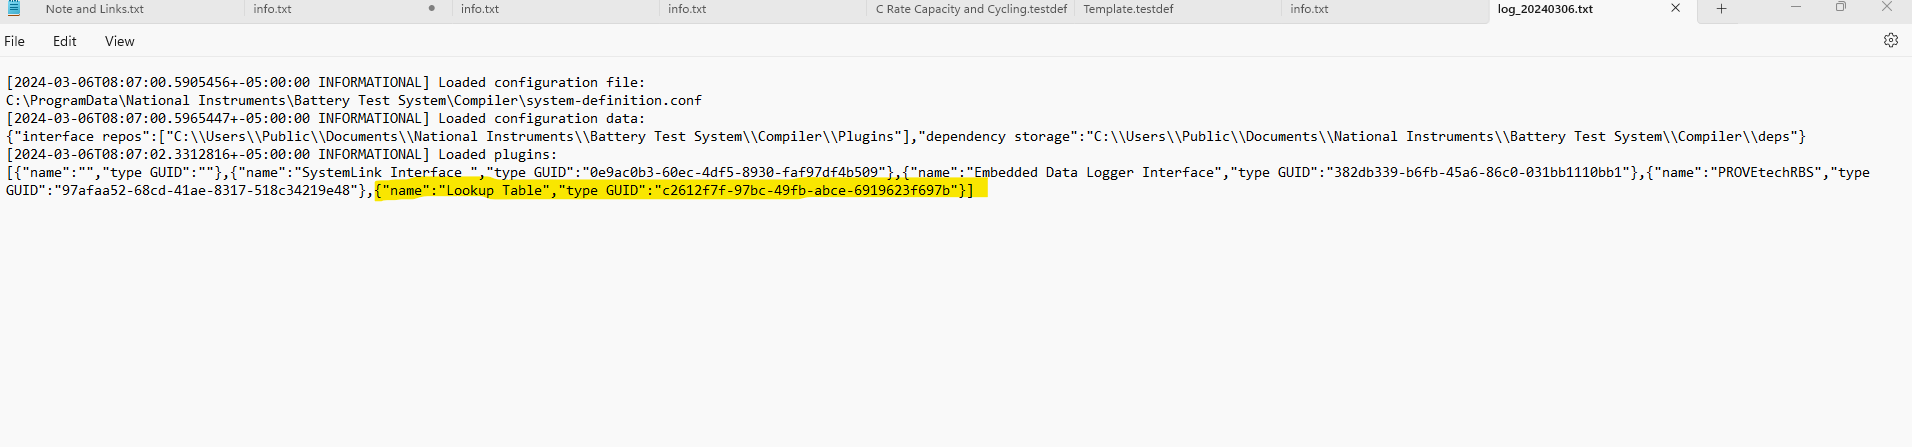 Note and Links.txt info.txt info.txt info.txt C Rate Capacity and Cycling.testdef Template.testdef info.txt log_20240306.txt
File Edit View
[2024-03-06T08:07:00.5905456+-05:00:00 INFORMATIONAL] Loaded configuration file:
C:\ProgramData\National Instruments\Battery Test System\Compiler\system-definition.conf
[2024-03-06T08:07:00.5965447+-05:00:00 INFORMATIONAL] Loaded configuration data:
{"interface repos":["C:\\Users\\Public\\Documents\\National Instruments\\Battery Test System\\Compiler\\Plugins"],"dependency storage":"C:\\Users\\Public\\Documents\\National Instruments\\Battery Test System\\Compiler\\deps"}
[2024-03-06T08:07:02.3312816+-05:00:00 INFORMATIONAL] Loaded plugins:
[{"name":"","type GUID":""},{"name":"SystemLink Interface ","type GUID":"0e9ac0b3-60ec-4df5-8930-faf97df4b509"},{"name":"Embedded Data Logger Interface","type GUID":"382db339-b6fb-45a6-86c0-031bb1110bb1"},{"name":"PROVEtechRBS","type
GUID":"97afaa52-68cd-41ae-8317-518c34219e48"},{"name":"Lookup Table","type GUID":"c2612f7f-97bc-49fb-abce-6919623f697b"}]